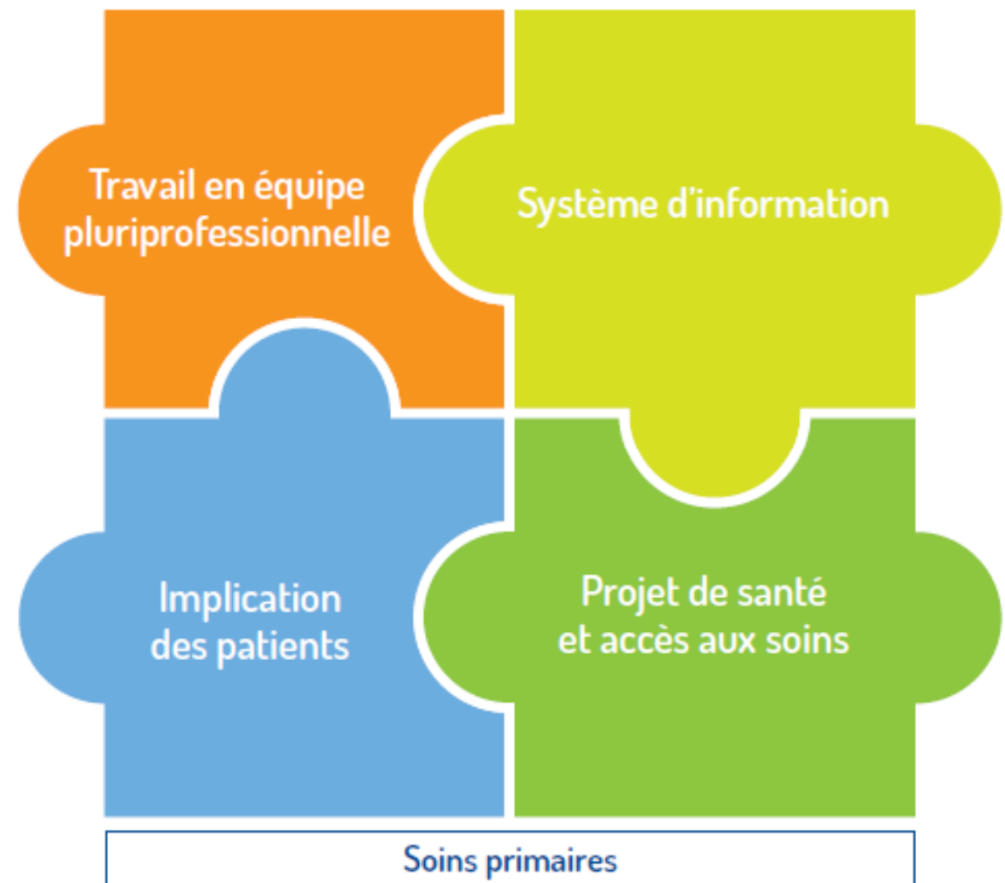 Travail en équipe
pluriprofessionnelle
Système d'information
Implication
des patients
Projet de santé
et accès aux soins
Soins primaires